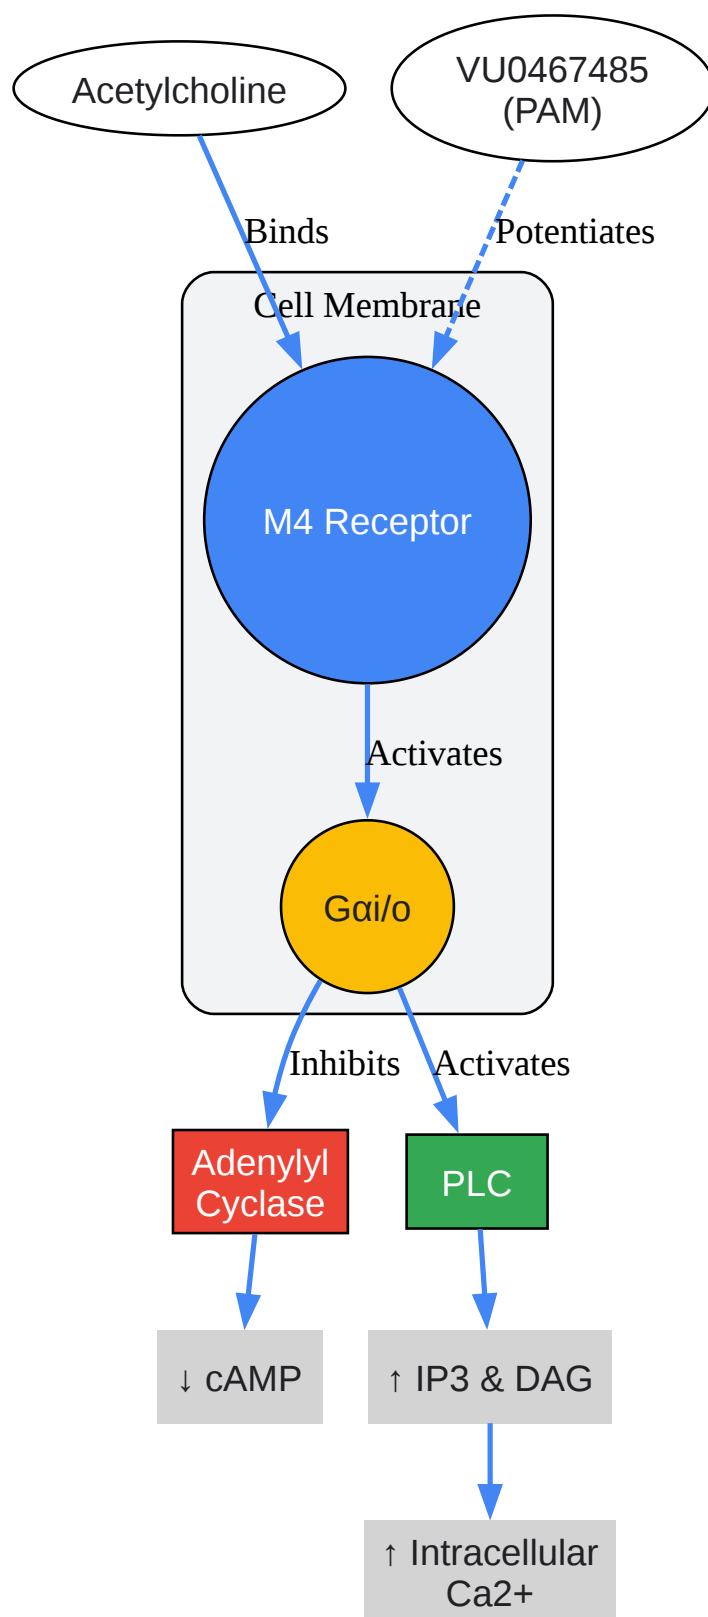 Acetylcholine
VU0467485
(PAM)
Binds
Potentiates
Cell Membrane
M4 Receptor
Activates
Gαi/o
Inhibits
Activates
Adenylyl
Cyclase
PLC
↓ cAMP
↑ IP3 & DAG
↑ Intracellular
Ca2+